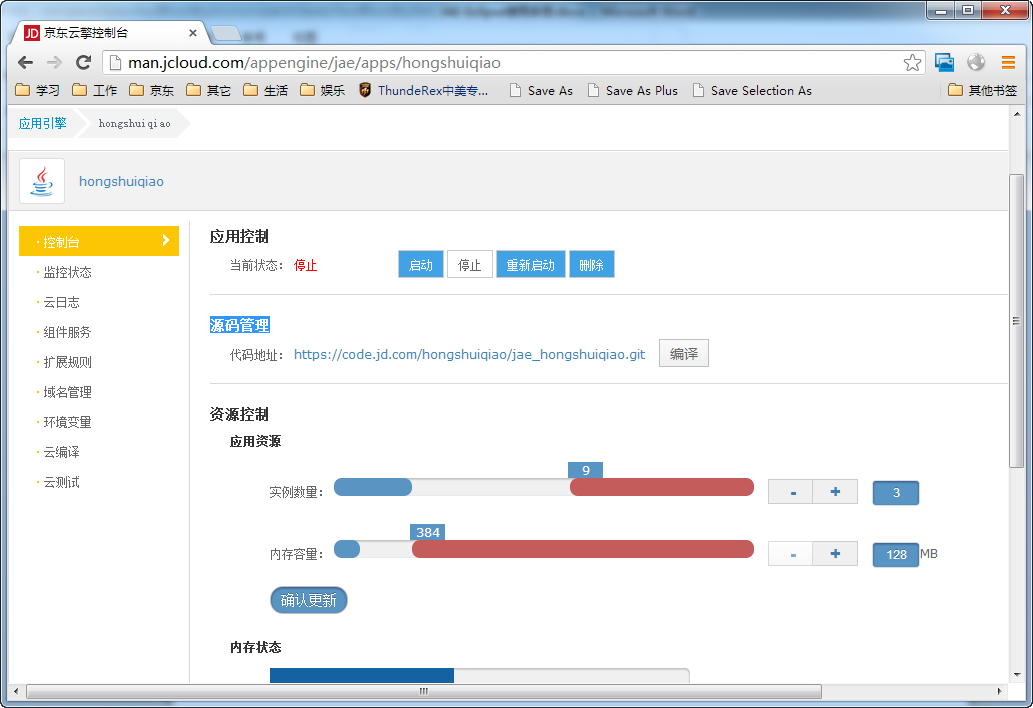 JD 京东云擎控制台
man.jcloud.com/appengine/jae/apps/hongshuiqiao
学习 工作 京东 其它 生活 娱乐 ThundeRex中美专... Save As Save As Plus Save Selection As 其他书签
应用引擎 hongshuiqiao
hongshuiqiao
· 控制台
· 监控状态
· 云日志
· 组件服务
· 扩展规则
· 域名管理
· 环境变量
· 云编译
· 云测试
应用控制
当前状态： 停止 启动 停止 重新启动 删除
源码管理
代码地址： https://code.jd.com/hongshuiqiao/jae_hongshuiqiao.git 编译
资源控制
应用资源
9
实例数量： - + 3
384
内存容量： - + 128 MB
确认更新
内存状态